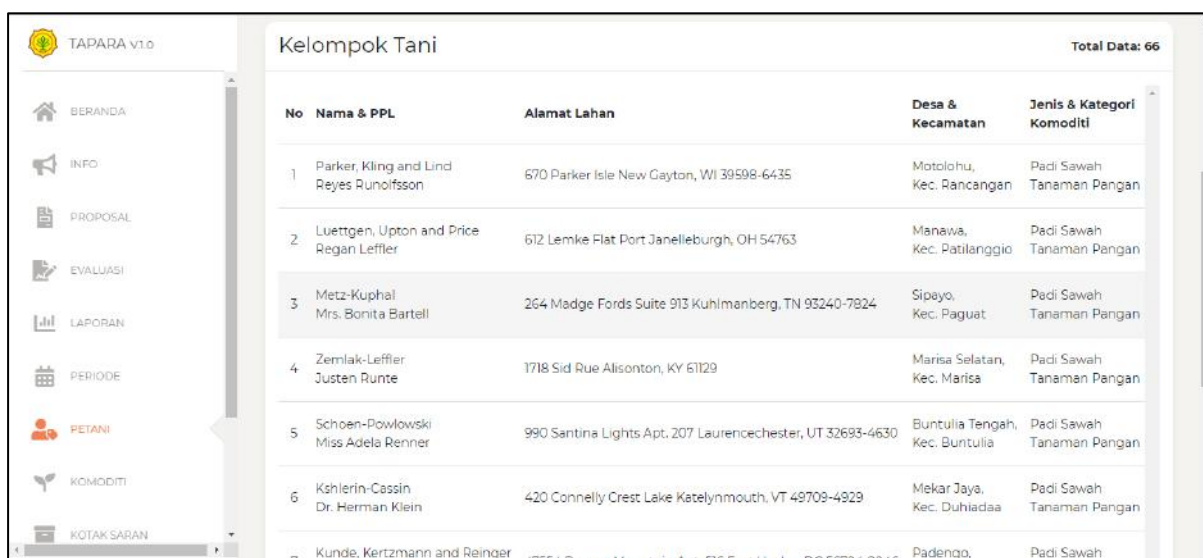 TAPARA V1.0
BERANDA
INFO
PROPOSAL
EVALUASI
LAPORAN
PERIODE
PETANI
KOMODITI
KOTAK SARAN
Kelompok Tani
Total Data: 66
No Nama & PPL Alamat Lahan Desa & Kecamatan Jenis & Kategori Komoditi
1 Parker, Kling and Lind 670 Parker Isle New Gayton, WI 39598-6435 Motolohu, Padi Sawah
Reyes Runolfsson Kec. Rancangan Tanaman Pangan
2 Luettgen, Upton and Price 612 Lemke Flat Port Janelleburgh, OH 54763 Manawa, Padi Sawah
Regan Leffler Kec. Patilanggio Tanaman Pangan
3 Metz-Kuphal 264 Madge Fords Suite 913 Kuhlmanberg, TN 93240-7824 Sipayo, Padi Sawah
Mrs. Bonita Bartell Kec. Paguat Tanaman Pangan
4 Zemlak-Leffler 1718 Sid Rue Alisonton, KY 61129 Marisa Selatan, Padi Sawah
Justen Runte Kec. Marisa Tanaman Pangan
5 Schoen-Powlowski 990 Santina Lights Apt. 207 Laurencechester, UT 32693-4630 Buntulia Tengah, Padi Sawah
Miss Adela Renner Kec. Buntulia Tanaman Pangan
6 Kshlerin-Cassin 420 Connelly Crest Lake Katelynmouth, VT 49709-4929 Mekar Jaya, Padi Sawah
Dr. Herman Klein Kec. Duhiadaa Tanaman Pangan
Kunde, Kertzmann and Reinger Padengo, Padi Sawah